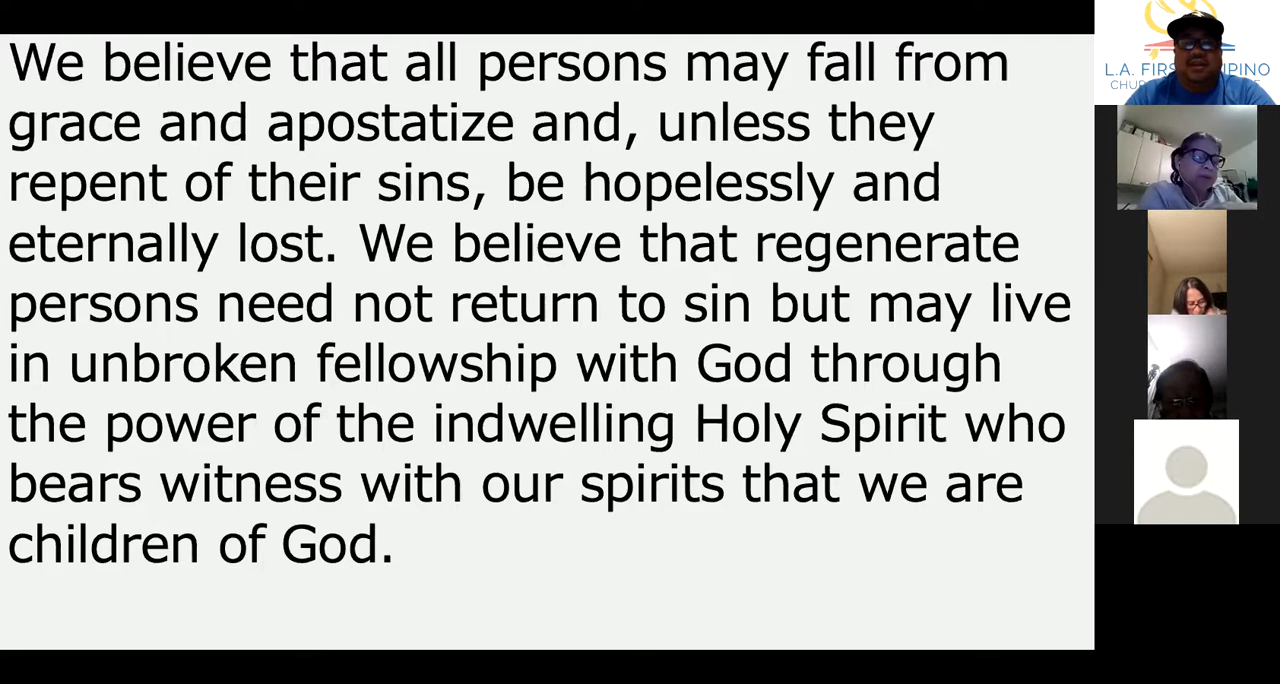 We believe that all persons may fall from
grace and apostatize and, unless they
repent of their sins, be hopelessly and
eternally lost. We believe that regenerate
persons need not return to sin but may live
in unbroken fellowship with God through
the power of the indwelling Holy Spirit who
bears witness with our spirits that we are
children of God.
L.A.